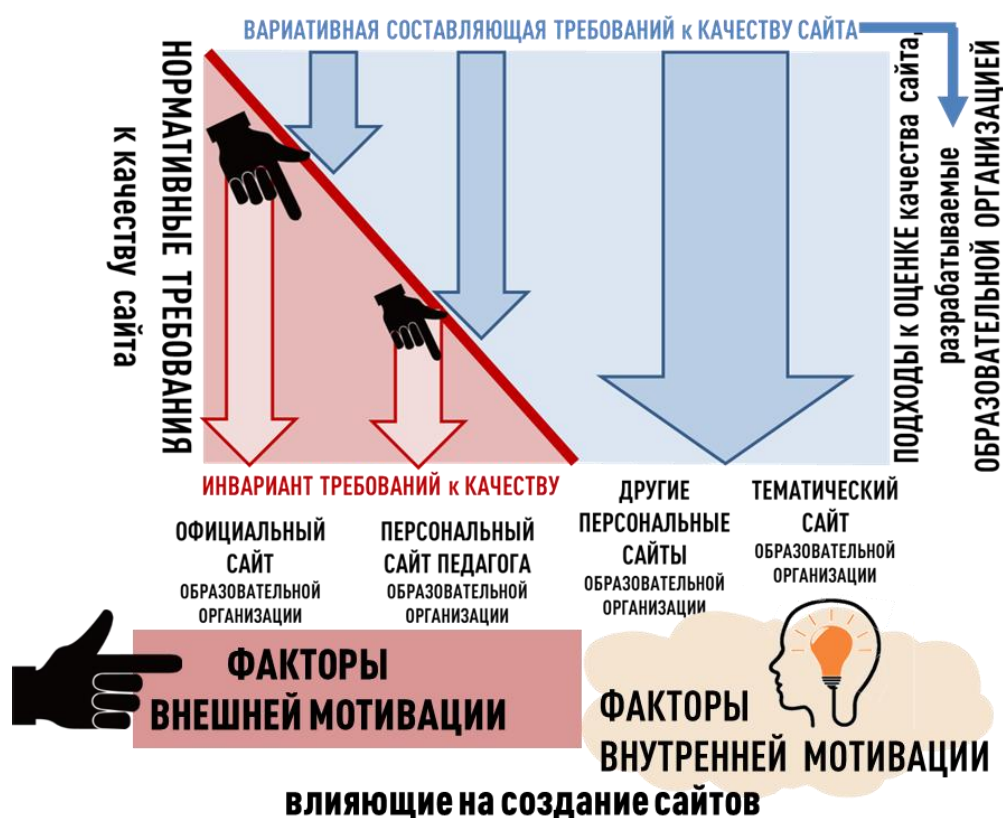 ВАРИАТИВНАЯ СОСТАВЛЯЮЩАЯ ТРЕБОВАНИЙ к КАЧЕСТВУ САЙТА
НОРМАТИВНЫЕ ТРЕБОВАНИЯ
к качеству сайта
ПОДХОДЫ к ОЦЕНКЕ качества сайта,
разрабатываемые
ОБРАЗОВАТЕЛЬНОЙ ОРГАНИЗАЦИЕЙ
ИНВАРИАНТ ТРЕБОВАНИЙ к КАЧЕСТВУ
ОФИЦИАЛЬНЫЙ
САЙТ
ОБРАЗОВАТЕЛЬНОЙ
ОРГАНИЗАЦИИ
ПЕРСОНАЛЬНЫЙ
САЙТ ПЕДАГОГА
ОБРАЗОВАТЕЛЬНОЙ
ОРГАНИЗАЦИИ
ДРУГИЕ
ПЕРСОНАЛЬНЫЕ
САЙТЫ
ОБРАЗОВАТЕЛЬНОЙ
ОРГАНИЗАЦИИ
ТЕМАТИЧЕСКИЙ
САЙТ
ОБРАЗОВАТЕЛЬНОЙ
ОРГАНИЗАЦИИ
ФАКТОРЫ
ВНЕШНЕЙ МОТИВАЦИИ
ФАКТОРЫ
ВНУТРЕННЕЙ МОТИВАЦИИ
влияющие на создание сайтов